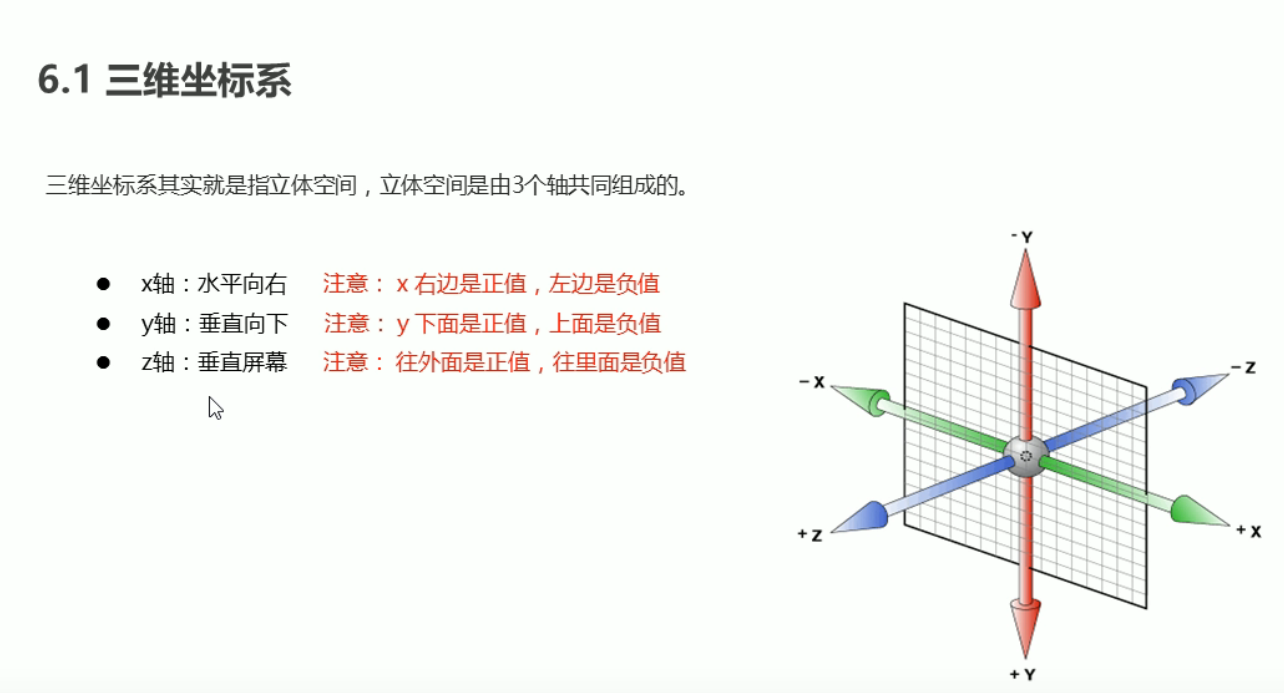 6.1 三维坐标系
三维坐标系其实就是指立体空间，立体空间是由3个轴共同组成的。
● x轴：水平向右 注意： x 右边是正值，左边是负值
● y轴：垂直向下 注意： y 下面是正值，上面是负值
● z轴：垂直屏幕 注意： 往外面是正值，往里面是负值
- Y
- Z
- X
+ Z
+ X
+ Y